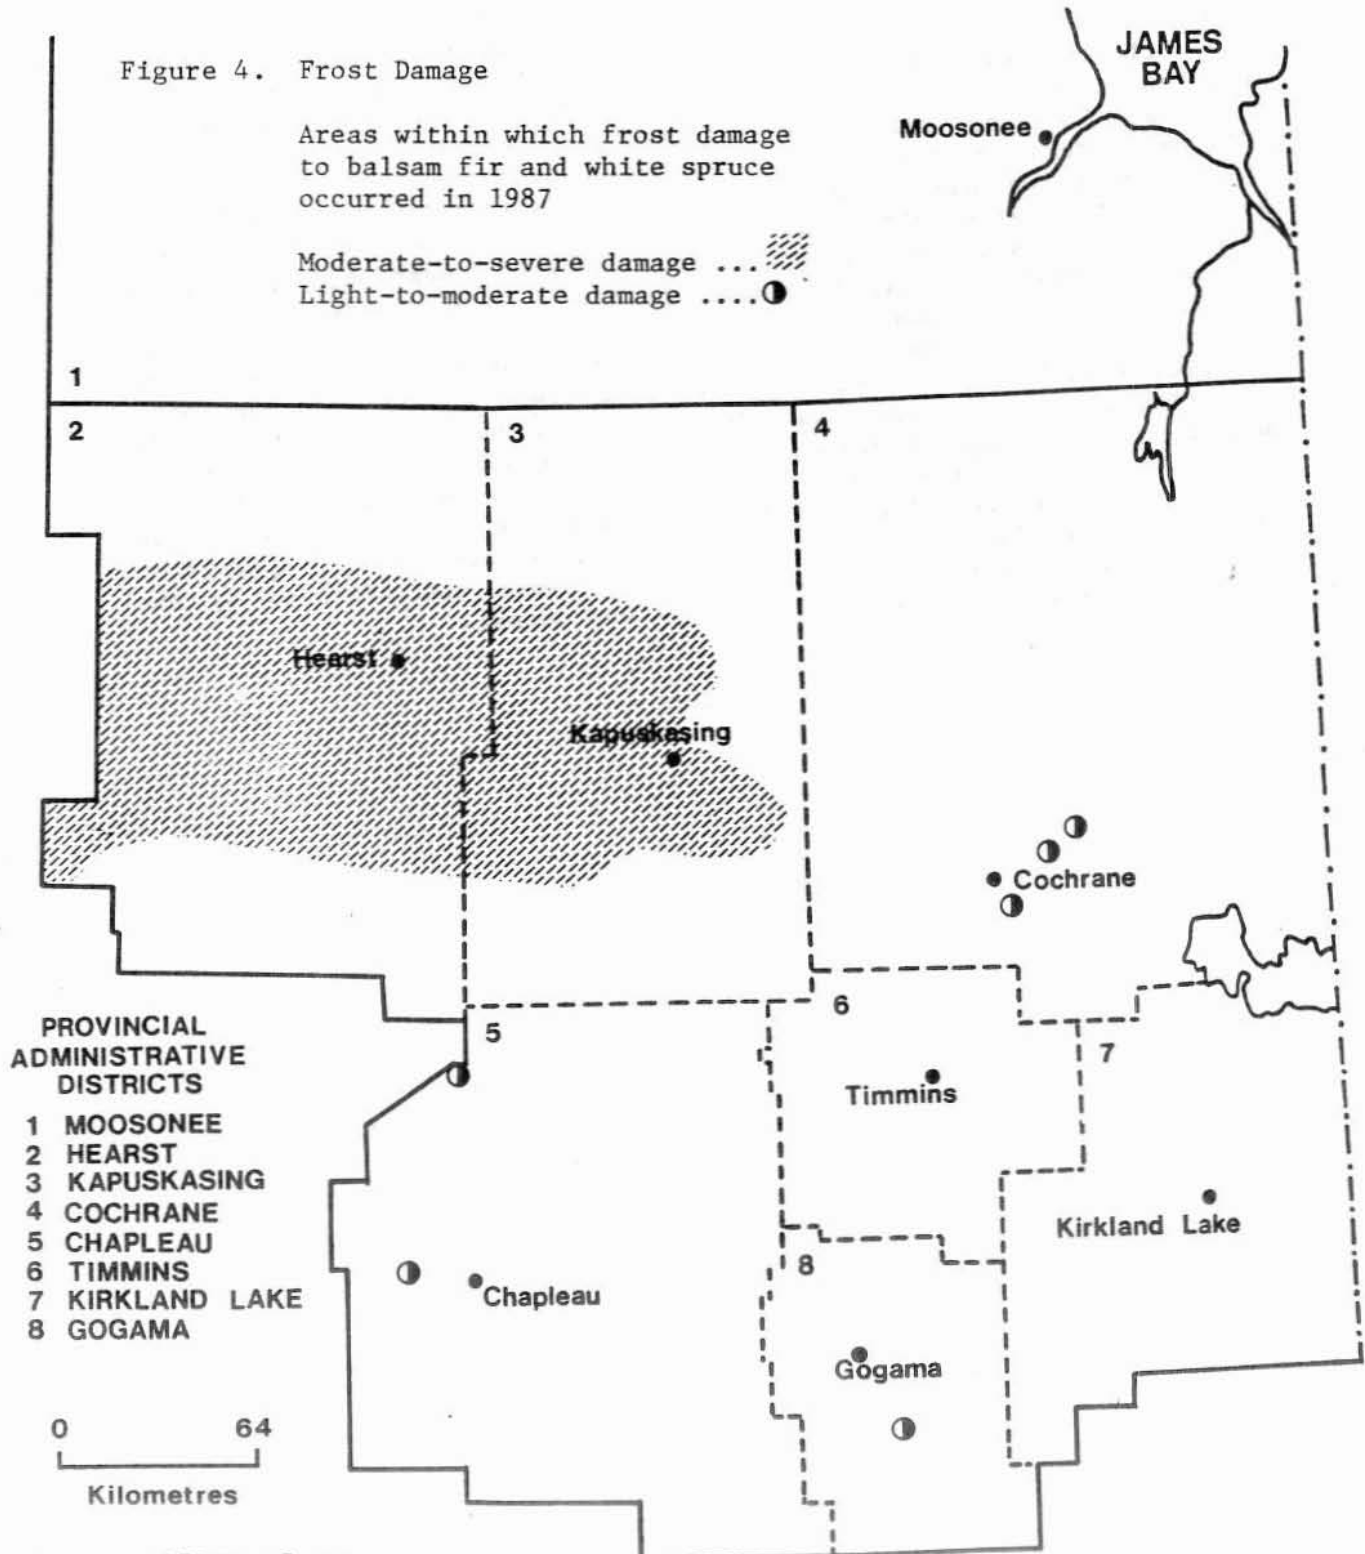 Figure 4. Frost Damage
Areas within which frost damage
to balsam fir and white spruce
occurred in 1987
Moderate-to-severe damage ...
Light-to-moderate damage ....
JAMES
BAY
Moosonee
1
2
3
4
Hearst
Kapuskasing
Cochrane
5
6
7
Timmins
Kirkland Lake
8
Chapleau
Gogama
PROVINCIAL
ADMINISTRATIVE
DISTRICTS
1 MOOSONEE
2 HEARST
3 KAPUSKASING
4 COCHRANE
5 CHAPLEAU
6 TIMMINS
7 KIRKLAND LAKE
8 GOGAMA
0 64
Kilometres